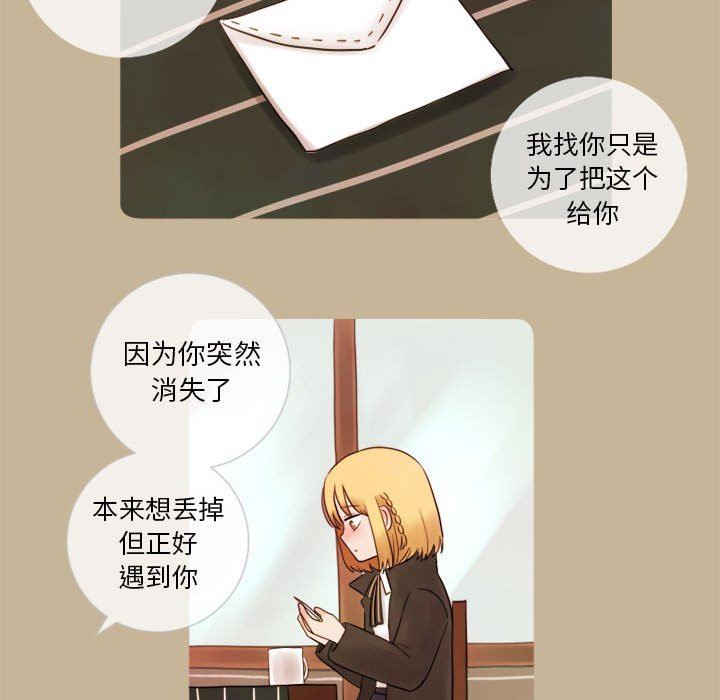 我找你只是
为了把这个
给你
因为你突然
消失了
本来想丢掉
但正好
遇到你